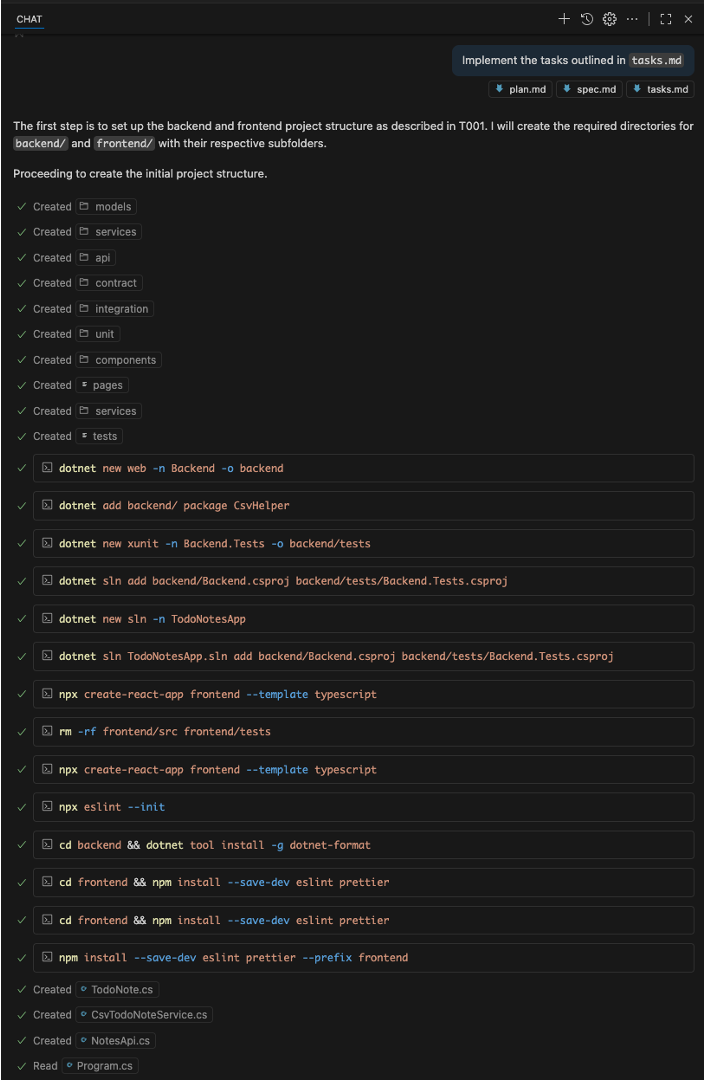 CHAT
Implement the tasks outlined in tasks.md
plan.md spec.md tasks.md
The first step is to set up the backend and frontend project structure as described in T001. I will create the required directories for
backend/ and frontend/ with their respective subfolders.
Proceeding to create the initial project structure.
Created models
Created services
Created api
Created contract
Created integration
Created unit
Created components
Created pages
Created services
Created tests
dotnet new web -n Backend -o backend
dotnet add backend/ package CsvHelper
dotnet new xunit -n Backend.Tests -o backend/tests
dotnet sln add backend/Backend.csproj backend/tests/Backend.Tests.csproj
dotnet new sln -n TodoNotesApp
dotnet sln TodoNotesApp.sln add backend/Backend.csproj backend/tests/Backend.Tests.csproj
npx create-react-app frontend --template typescript
rm -rf frontend/src frontend/tests
npx create-react-app frontend --template typescript
npx eslint --init
cd backend && dotnet tool install -g dotnet-format
cd frontend && npm install --save-dev eslint prettier
cd frontend && npm install --save-dev eslint prettier
npm install --save-dev eslint prettier --prefix frontend
Created TodoNote.cs
Created CsvTodoNoteService.cs
Created NotesApi.cs
Read Program.cs